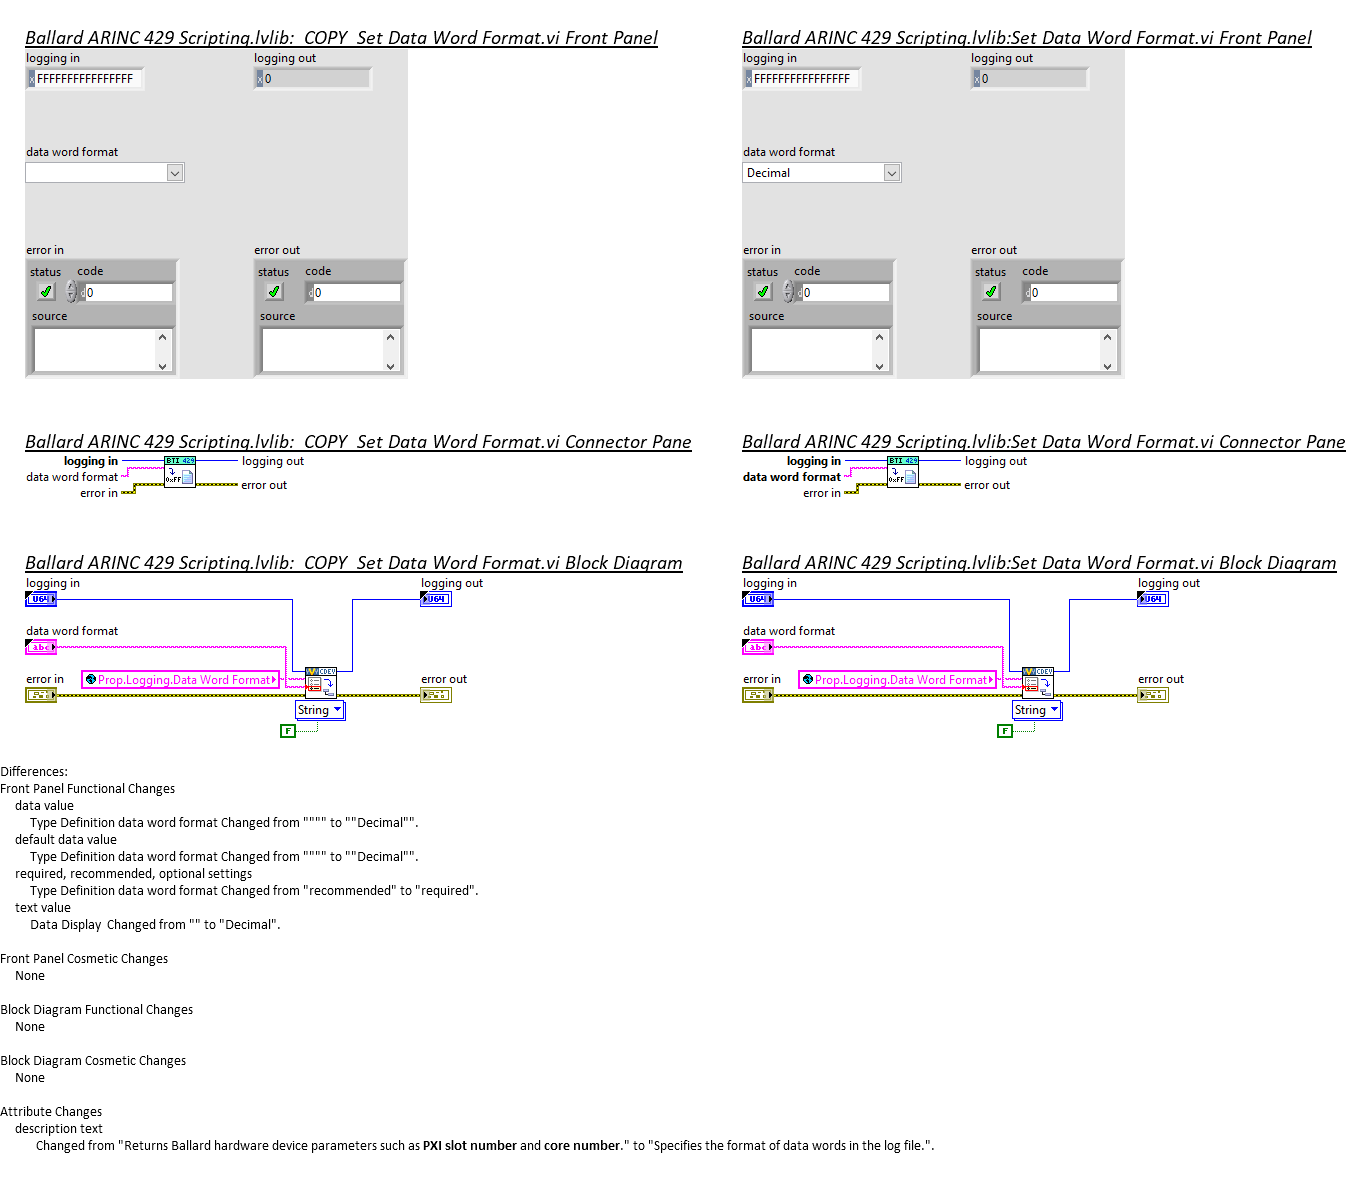 Ballard ARINC 429 Scripting.lvlib:  COPY  Set Data Word Format.vi Front Panel
logging in
logging out
x FFFFFFFFFFFFFFFF
x 0
data word format
error in
error out
status code
status code
d 0
d 0
source
source
Ballard ARINC 429 Scripting.lvlib:Set Data Word Format.vi Front Panel
logging in
logging out
x FFFFFFFFFFFFFFFF
x 0
data word format
Decimal
error in
error out
status code
status code
d 0
d 0
source
source
Ballard ARINC 429 Scripting.lvlib:  COPY  Set Data Word Format.vi Connector Pane
logging in
BTI 429
logging out
data word format
0xFF
error in
error out
Ballard ARINC 429 Scripting.lvlib:Set Data Word Format.vi Connector Pane
logging in
BTI 429
logging out
data word format
0xFF
error in
error out
Ballard ARINC 429 Scripting.lvlib:  COPY  Set Data Word Format.vi Block Diagram
logging in
logging out
U64
U64
data word format
abc
error in
Prop.Logging.Data Word Format
CDEV
error out
String
F
Ballard ARINC 429 Scripting.lvlib:Set Data Word Format.vi Block Diagram
logging in
logging out
U64
U64
data word format
abc
error in
Prop.Logging.Data Word Format
CDEV
error out
String
F
Differences:
Front Panel Functional Changes
data value
Type Definition data word format Changed from """" to ""Decimal"".
default data value
Type Definition data word format Changed from """" to ""Decimal"".
required, recommended, optional settings
Type Definition data word format Changed from "recommended" to "required".
text value
Data Display  Changed from "" to "Decimal".
Front Panel Cosmetic Changes
None
Block Diagram Functional Changes
None
Block Diagram Cosmetic Changes
None
Attribute Changes
description text
Changed from "Returns Ballard hardware device parameters such as PXI slot number and core number." to "Specifies the format of data words in the log file.".